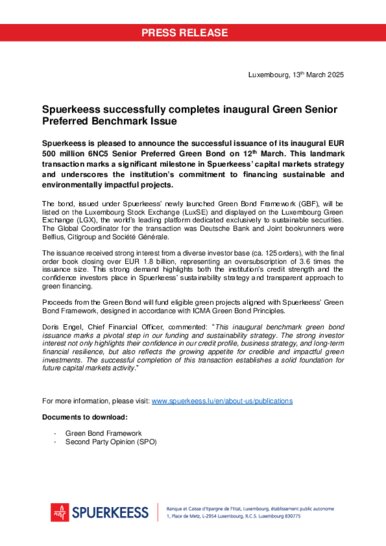 PRESS RELEASE
Luxembourg, 13th March 2025
Spuerkeess successfully completes inaugural Green Senior
Preferred Benchmark Issue
Spuerkeess is pleased to announce the successful issuance of its inaugural EUR
500 million 6NC5 Senior Preferred Green Bond on 12th March. This landmark
transaction marks a significant milestone in Spuerkeess' capital markets strategy
and underscores the institution's commitment to financing sustainable and
environmentally impactful projects.
The bond, issued under Spuerkeess' newly launched Green Bond Framework (GBF), will be
listed on the Luxembourg Stock Exchange (LuxSE) and displayed on the Luxembourg Green
Exchange (LGX), the world's leading platform dedicated exclusively to sustainable securities.
The Global Coordinator for the transaction was Deutsche Bank and Joint bookrunners were
Belfius, Citigroup and Société Générale.
The issuance received strong interest from a diverse investor base (ca. 125 orders), with the final
order book closing over EUR 1.8 billion, representing an oversubscription of 3.6 times the
issuance size. This strong demand highlights both the institution's credit strength and the
confidence investors place in Spuerkeess' sustainability strategy and transparent approach to
green financing.
Proceeds from the Green Bond will fund eligible green projects aligned with Spuerkeess' Green
Bond Framework, designed in accordance with ICMA Green Bond Principles.
Doris Engel, Chief Financial Officer, commented: "This inaugural benchmark green bond
issuance marks a pivotal step in our funding and sustainability strategy. The strong investor
interest not only highlights their confidence in our credit profile, business strategy, and long-term
financial resilience, but also reflects the growing appetite for credible and impactful green
investments. The successful completion of this transaction establishes a solid foundation for
future capital markets activity."
For more information, please visit: www.spuerkeess.lu/en/about-us/publications
Documents to download:
- Green Bond Framework
- Second Party Opinion (SPO)
SPUERKEESS
Banque et Caisse d'Epargne de l'Etat, Luxembourg, établissement public autonome
1, Place de Metz, L-2954 Luxembourg, R.C.S. Luxembourg B30775